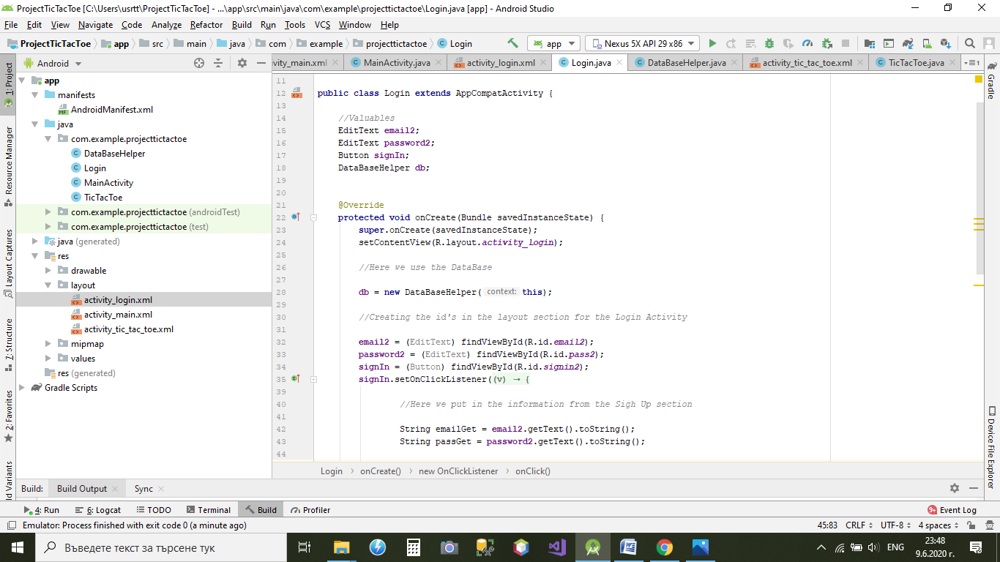 ProjectTicTacToe [C:\Users\usrtt\ProjectTicTacToe] - ...\app\src\main\java\com\example\projecttictactoe\Login.java [app] - Android Studio
File Edit View Navigate Code Analyze Refactor Build Run Tools VCS Window Help
ProjectTicTacToe app src main java com example projecttictactoe Login app Nexus 5X API 29 x86
Android
ivity_main.xml MainActivity.java activity_login.xml Login.java DataBaseHelper.java activity_tic_tac_toe.xml TicTacToe.java
1: Project
Resource Manager
Layout Captures
7: Structure
2: Favorites
ld Variants
app
manifests
AndroidManifest.xml
java
com.example.projecttictactoe
DataBaseHelper
Login
MainActivity
TicTacToe
com.example.projecttictactoe (androidTest)
com.example.projecttictactoe (test)
java (generated)
res
drawable
layout
activity_login.xml
activity_main.xml
activity_tic_tac_toe.xml
mipmap
values
res (generated)
Gradle Scripts
11
12 public class Login extends AppCompatActivity {
13
14 //Valuables
15 EditText email2;
16 EditText password2;
17 Button signIn;
18 DataBaseHelper db;
19
20
21 @Override
22 protected void onCreate(Bundle savedInstanceState) {
23 super.onCreate(savedInstanceState);
24 setContentView(R.layout.activity_login);
25
26 //Here we use the DataBase
27
28 db = new DataBaseHelper( context: this);
29
30 //Creating the id's in the layout section for the Login Activity
31
32 email2 = (EditText) findViewById(R.id.email2);
33 password2 = (EditText) findViewById(R.id.pass2);
34 signIn = (Button) findViewById(R.id.signin2);
35 signIn.setOnClickListener((v) → {
39
40 //Here we put in the information from the Sigh Up section
41
42 String emailGet = email2.getText().toString();
43 String passGet = password2.getText().toString();
44
Login onCreate() new OnClickListener onClick()
Gradle
Device File Explorer
Build: Build Output Sync
4: Run 6: Logcat TODO Terminal Build Profiler 9+ Event Log
Emulator: Process finished with exit code 0 (a minute ago) 45:83 CRLF UTF-8 4 spaces
Въведете текст за търсене тук ENG 23:48
9.6.2020 г.